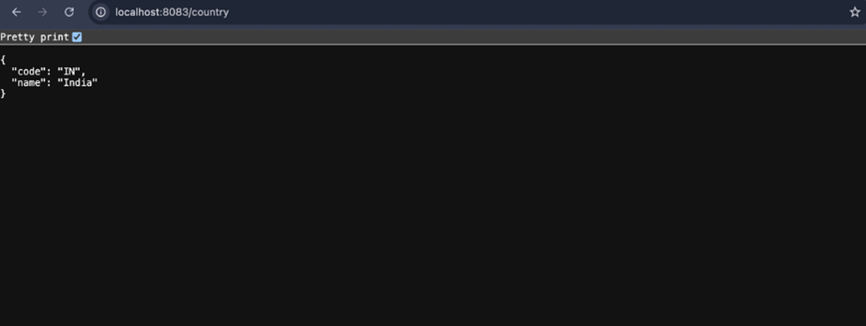 localhost:8083/country
Pretty print
{
  "code": "IN",
  "name": "India"
}